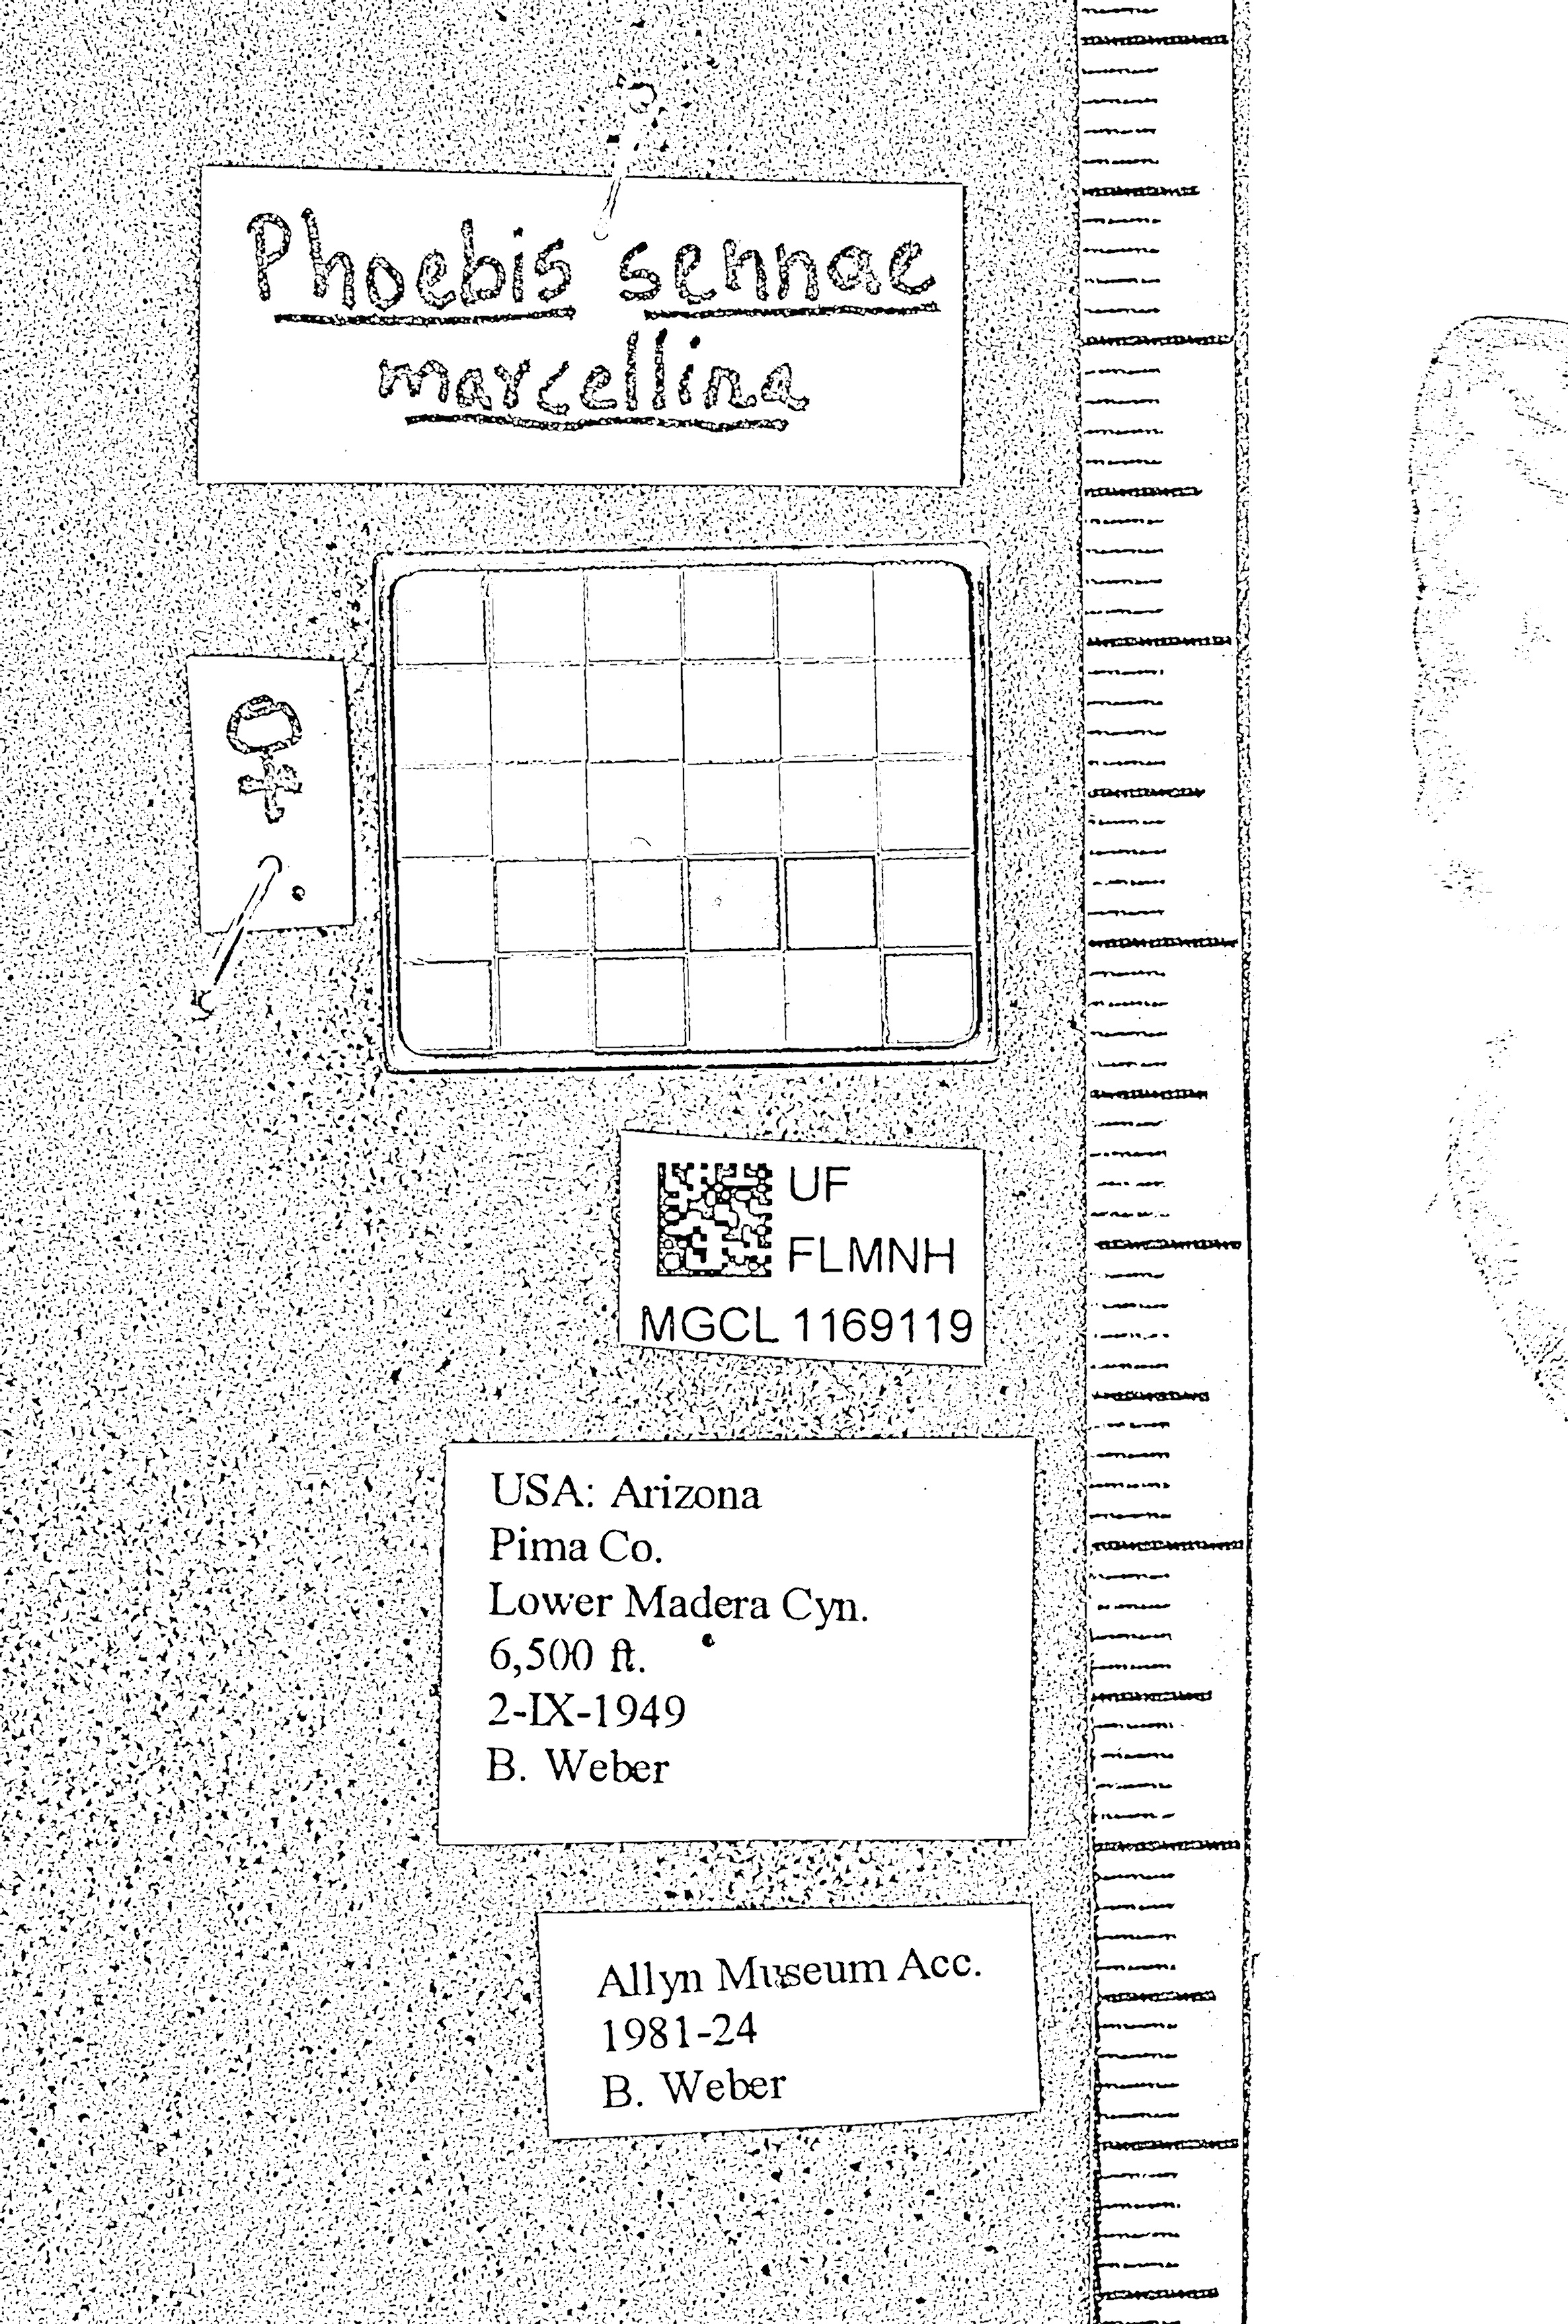 Phoebis sennae
marcellina
♀
UF
FLMNH
MGCL 1169119
USA: Arizona
Pima Co.
Lower Madera Cyn.
6,500 ft.
2-IX-1949
B. Weber
Allyn Museum Acc.
1981-24
B. Weber